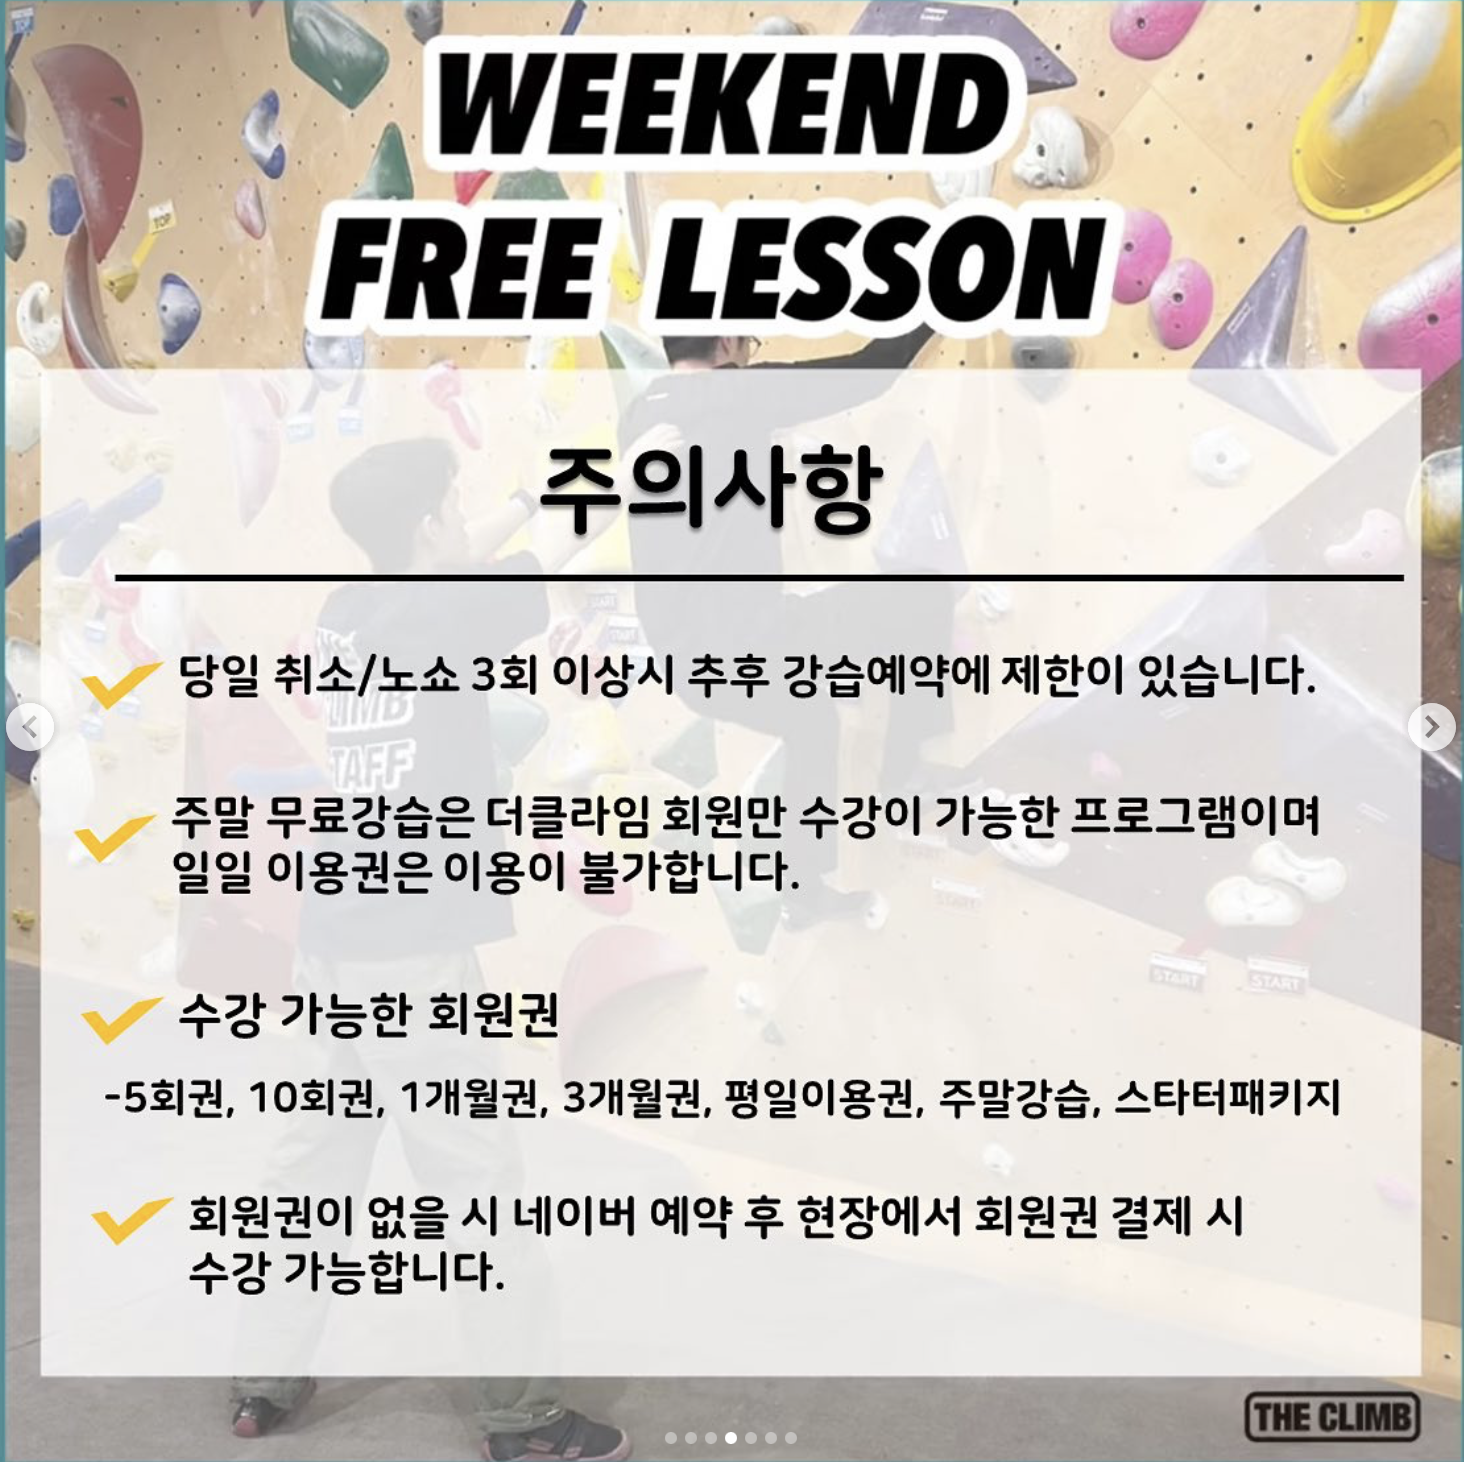 WEEKEND
FREE LESSON
주의사항
당일 취소/노쇼 3회 이상시 추후 강습예약에 제한이 있습니다.
주말 무료강습은 더클라임 회원만 수강이 가능한 프로그램이며
일일 이용권은 이용이 불가합니다.
수강 가능한 회원권
-5회권, 10회권, 1개월권, 3개월권, 평일이용권, 주말강습, 스타터패키지
회원권이 없을 시 네이버 예약 후 현장에서 회원권 결제 시
수강 가능합니다.
THE CLIMB
TOP
TOP
START
START